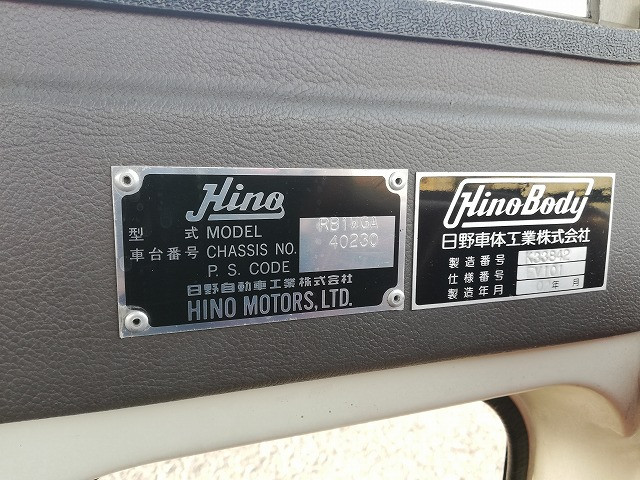 Hino
型式 MODEL RB1WGA
車台番号 CHASSIS NO. 40230
P. S. CODE
日野自動車工業株式会社
HINO MOTORS, LTD.
HinoBody
日野車体工業株式会社
製造番号 K33842
仕様番号
製造年月 年 月